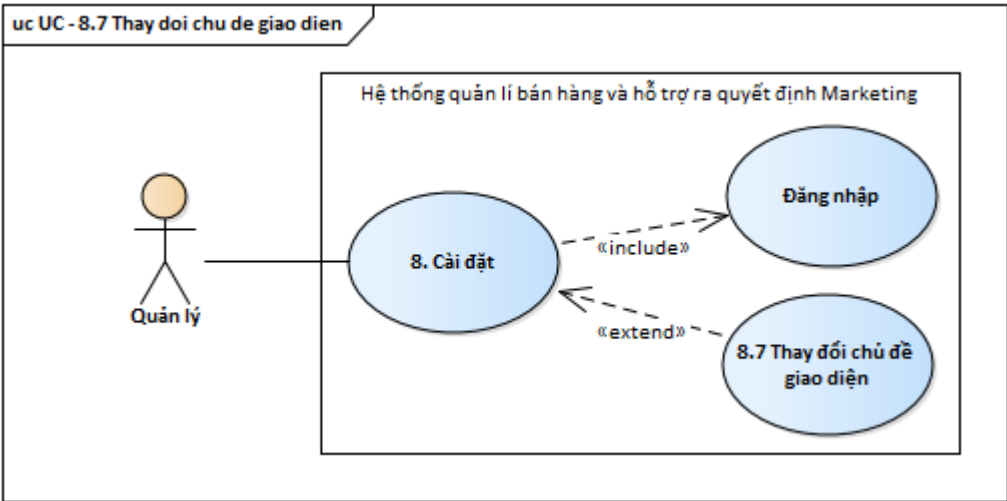 uc UC - 8.7 Thay doi chu de giao dien
Hệ thống quản lí bán hàng và hỗ trợ ra quyết định Marketing
Đăng nhập
8. Cài đặt
«include»
Quản lý
«extend»
8.7 Thay đổi chủ đề
giao diện